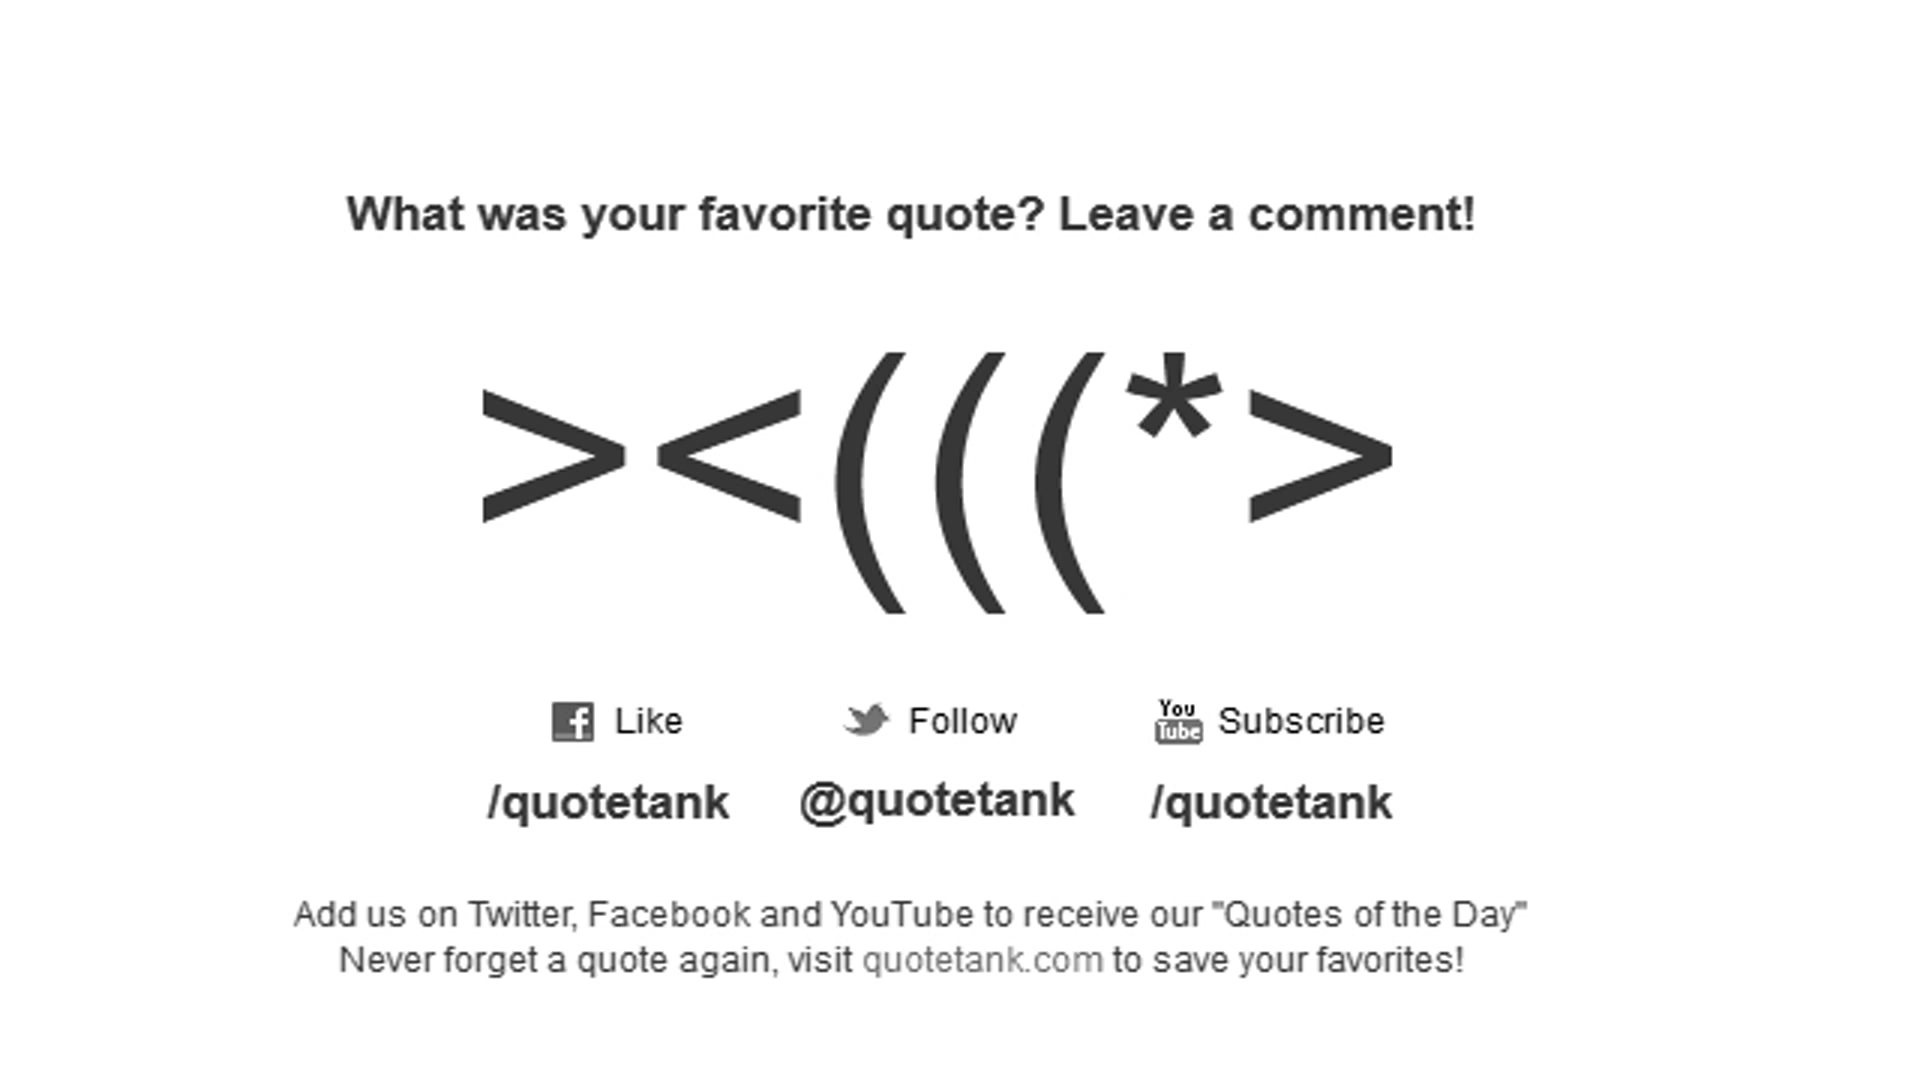 What was your favorite quote? Leave a comment!
><(((*>
f Like Follow You Tube Subscribe
/quotetank @quotetank /quotetank
Add us on Twitter, Facebook and YouTube to receive our "Quotes of the Day"
Never forget a quote again, visit quotetank.com to save your favorites!